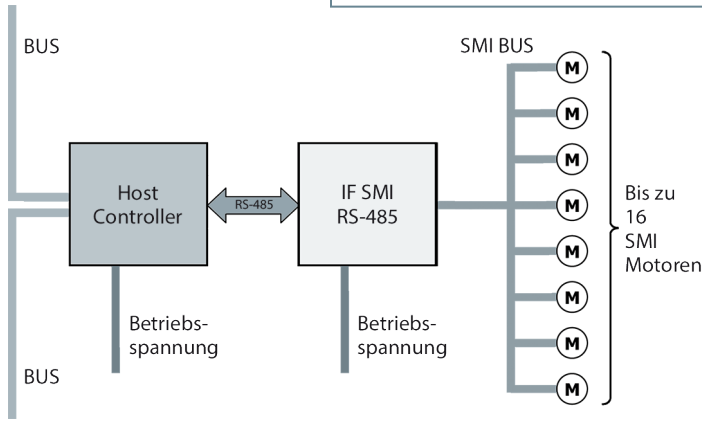 BUS
SMI BUS
M
M
M
M
M
M
M
M
Host
Controller
RS-485
IF SMI
RS-485
Bis zu
16
SMI
Motoren
Betriebs-
spannung
Betriebs-
spannung
BUS